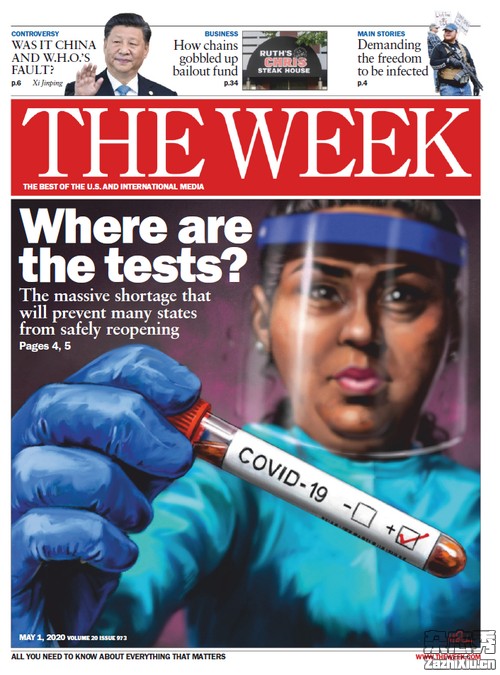 CONTROVERSY
WAS IT CHINA
AND W.H.O.'S
FAULT?
p.6 Xi Jinping
BUSINESS
How chains
gobbled up
bailout fund
p.34
RUTH'S
CHRIS
STEAK HOUSE
MAIN STORIES
Demanding
the freedom
to be infected
p.4
THE WEEK
THE BEST OF THE U.S. AND INTERNATIONAL MEDIA
Where are
the tests?
The massive shortage that
will prevent many states
from safely reopening
Pages 4, 5
COVID-19 - +
MAY 1, 2020 VOLUME 20 ISSUE 973
ALL YOU NEED TO KNOW ABOUT EVERYTHING THAT MATTERS
WWW.THEWEEK.COM
ZazhiXiu.cn